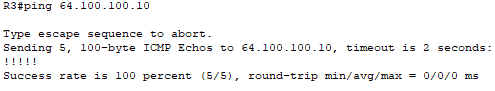 R3#ping 64.100.100.10
Type escape sequence to abort.
Sending 5, 100-byte ICMP Echos to 64.100.100.10, timeout is 2 seconds:
!!!!!
Success rate is 100 percent (5/5), round-trip min/avg/max = 0/0/0 ms